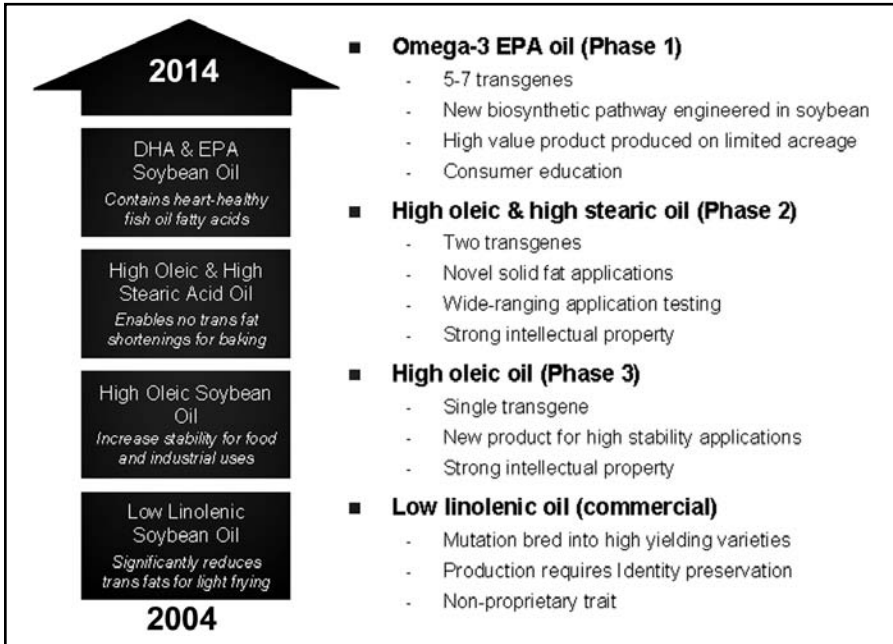 2014
DHA & EPA
Soybean Oil
Contains heart-healthy
fish oil fatty acids
High Oleic & High
Stearic Acid Oil
Enables no trans fat
shortenings for baking
High Oleic Soybean
Oil
Increase stability for food
and industrial uses
Low Linolenic
Soybean Oil
Significantly reduces
trans fats for light frying
2004
■ Omega-3 EPA oil (Phase 1)
- 5-7 transgenes
- New biosynthetic pathway engineered in soybean
- High value product produced on limited acreage
- Consumer education
■ High oleic & high stearic oil (Phase 2)
- Two transgenes
- Novel solid fat applications
- Wide-ranging application testing
- Strong intellectual property
■ High oleic oil (Phase 3)
- Single transgene
- New product for high stability applications
- Strong intellectual property
■ Low linolenic oil (commercial)
- Mutation bred into high yielding varieties
- Production requires Identity preservation
- Non-proprietary trait